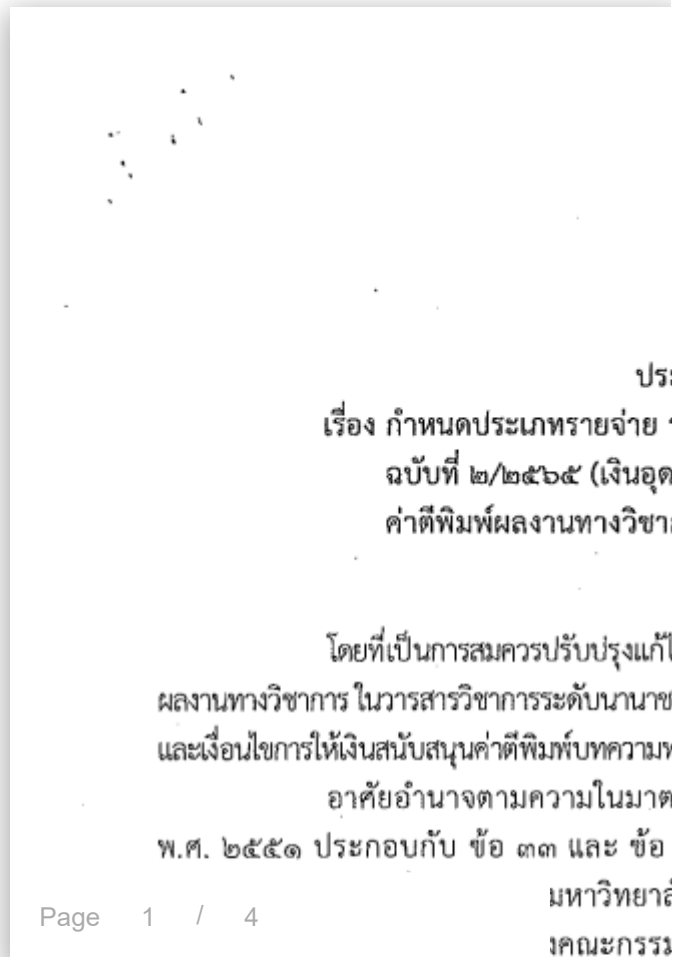 ประ
เรื่อง กำหนดประเภทรายจ่าย
ฉบับที่ ๒/๒๕๖๕ (เงินอุด
ค่าตีพิมพ์ผลงานทางวิชา
โดยที่เป็นการสมควรปรับปรุงแก้ไ
ผลงานทางวิชาการ ในวารสารวิชาการระดับนานาช
และเงื่อนไขการให้เงินสนับสนุนค่าตีพิมพ์บทความท
อาศัยอำนาจตามความในมาต
พ.ศ. ๒๕๕๑ ประกอบกับ ข้อ ๓๓ และ ข้อ
มหาวิทยาลั
งคณะกรรม
Page 1 / 4